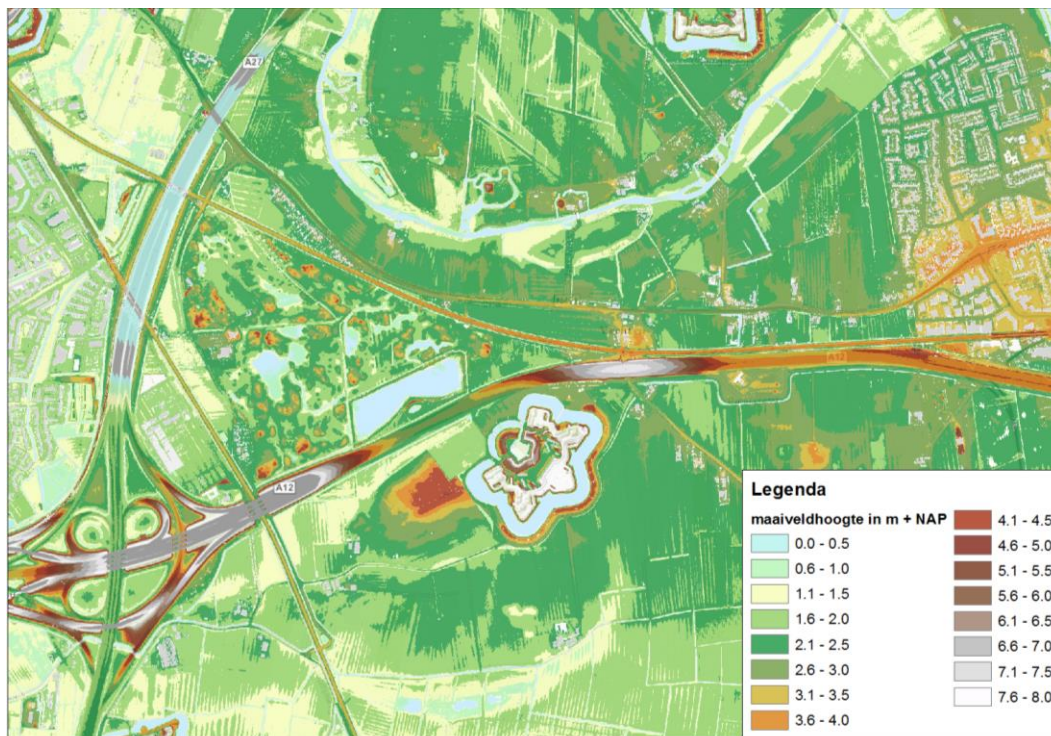 A27
A12
A12
Legenda
maaiveldhoogte in m + NAP
0.0 - 0.5
0.6 - 1.0
1.1 - 1.5
1.6 - 2.0
2.1 - 2.5
2.6 - 3.0
3.1 - 3.5
3.6 - 4.0
4.1 - 4.5
4.6 - 5.0
5.1 - 5.5
5.6 - 6.0
6.1 - 6.5
6.6 - 7.0
7.1 - 7.5
7.6 - 8.0